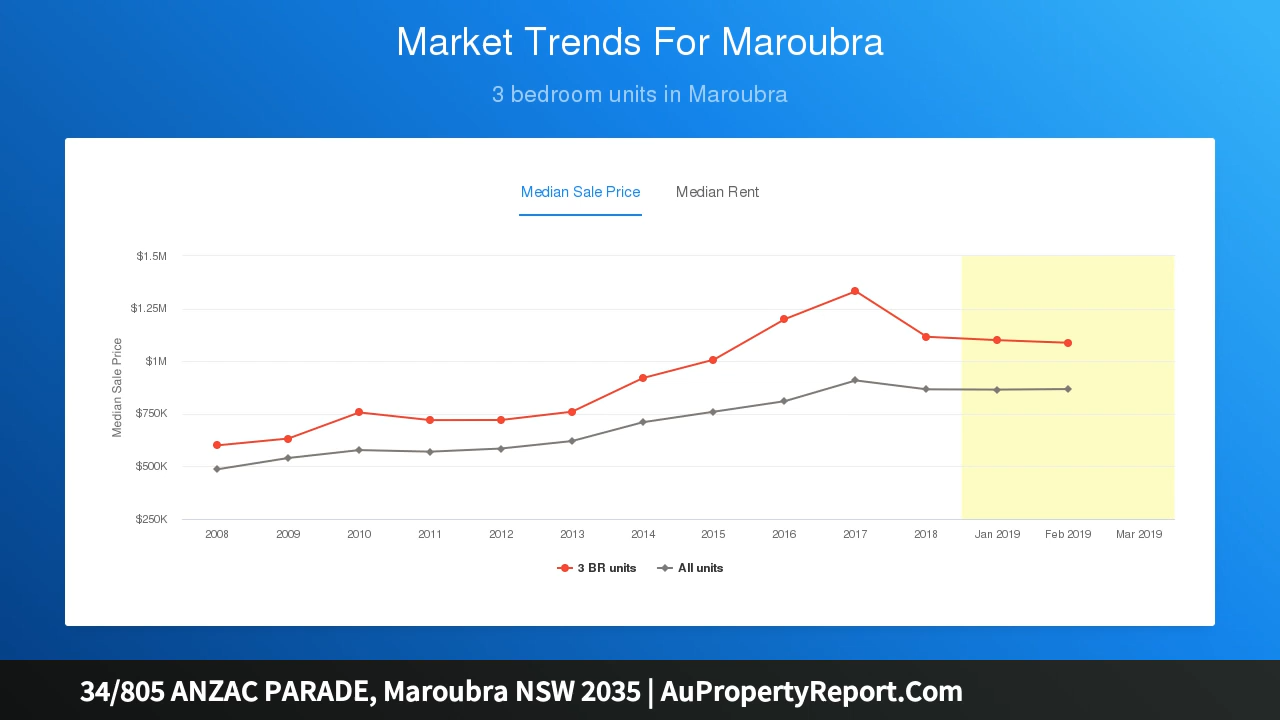 Market Trends For Maroubra
3 bedroom units in Maroubra
Median Sale Price Median Rent
Median Sale Price
$1.5M
$1.25M
$1M
$750K
$500K
$250K
2008 2009 2010 2011 2012 2013 2014 2015 2016 2017 2018 Jan 2019 Feb 2019 Mar 2019
3 BR units All units
34/805 ANZAC PARADE, Maroubra NSW 2035 | AuPropertyReport.Com